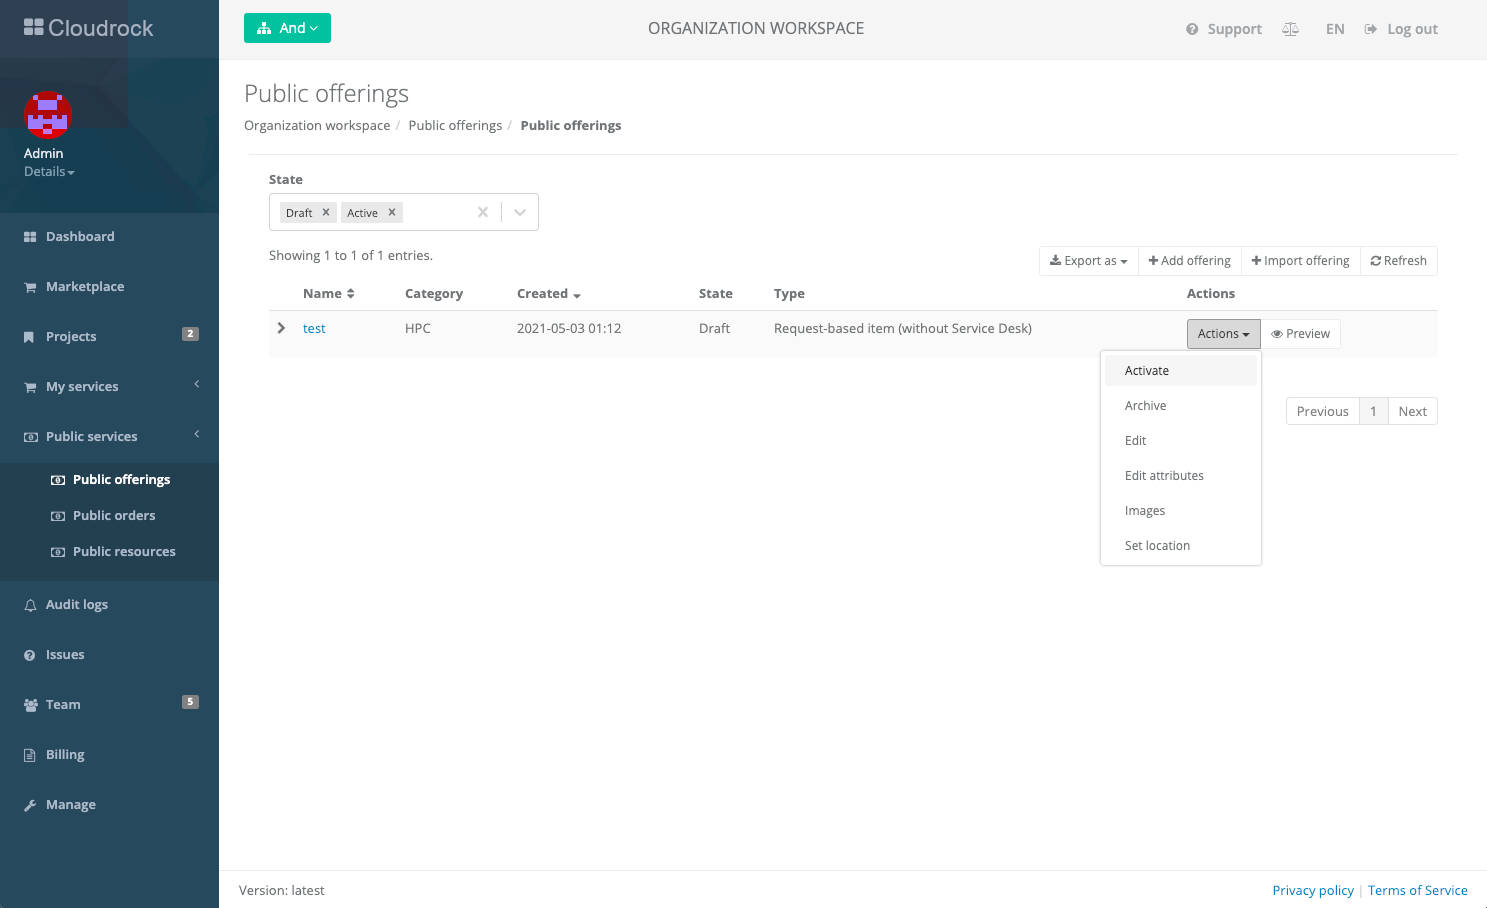 Cloudrock
Admin
Details
Dashboard
Marketplace
Projects 2
My services
Public services
Public offerings
Public orders
Public resources
Audit logs
Issues
Team 5
Billing
Manage
And ORGANIZATION WORKSPACE Support EN Log out
Public offerings
Organization workspace / Public offerings / Public offerings
State
Draft x Active x
Showing 1 to 1 of 1 entries.
Export as +Add offering +Import offering Refresh
Name Category Created State Type Actions
test HPC 2021-05-03 01:12 Draft Request-based item (without Service Desk) Actions Preview
Activate
Archive
Edit
Edit attributes
Images
Set location
Previous 1 Next
Version: latest Privacy policy | Terms of Service